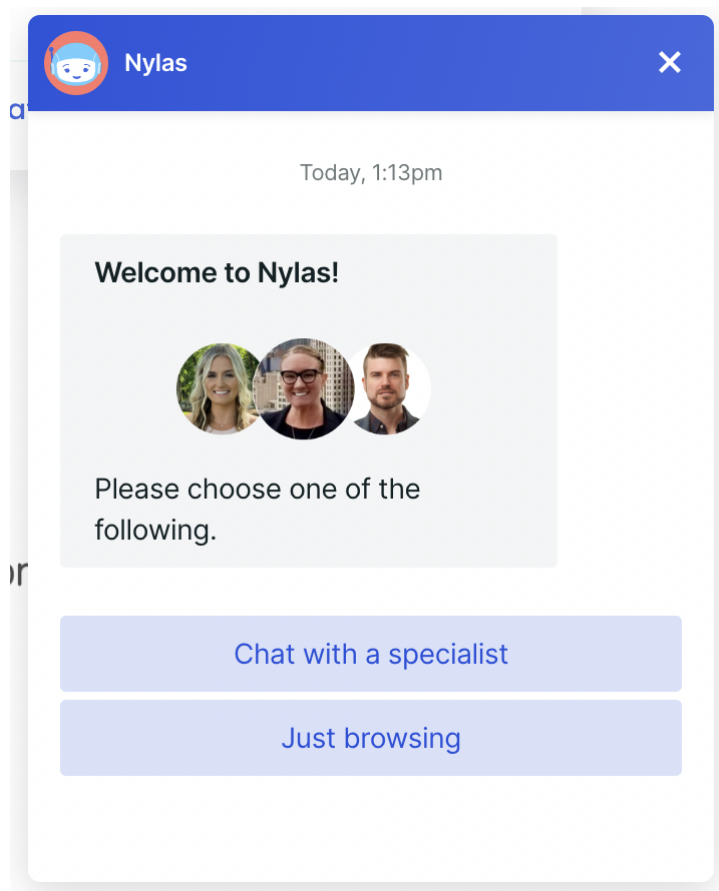 Nylas
Today, 1:13pm
Welcome to Nylas!
Please choose one of the
following.
Chat with a specialist
Just browsing